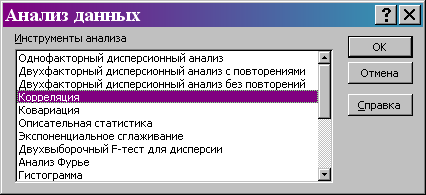 Анализ данных
Инструменты анализа
Однофакторный дисперсионный анализ
Двухфакторный дисперсионный анализ с повторениями
Двухфакторный дисперсионный анализ без повторений
Корреляция
Ковариация
Описательная статистика
Экспоненциальное сглаживание
Двухвыборочный F-тест для дисперсии
Анализ Фурье
Гистограмма
OK
Отмена
Справка